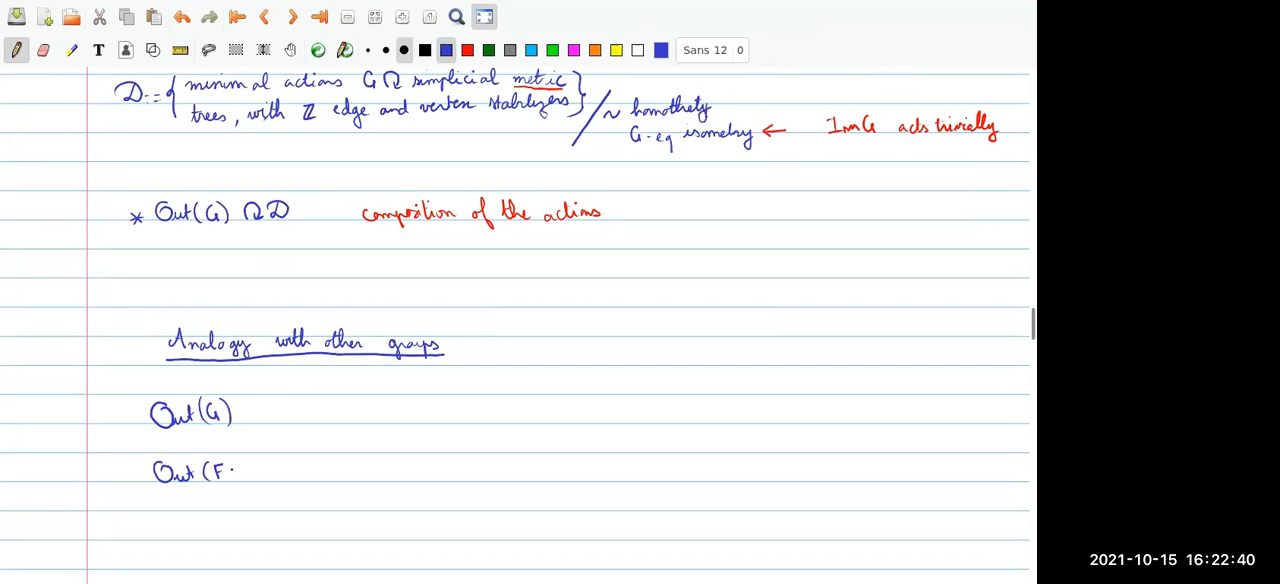 Sans 12 0
D := { minimal actions G ↷ simplicial metric
trees, with ℤ edge and vertex stabilizers } / ~ homothety
G-eq isometry ← Inn G acts trivially
* Out(G) ↷ D composition of the actions
Analogy with other groups
Out(G)
Out(F
2021-10-15 16:22:40